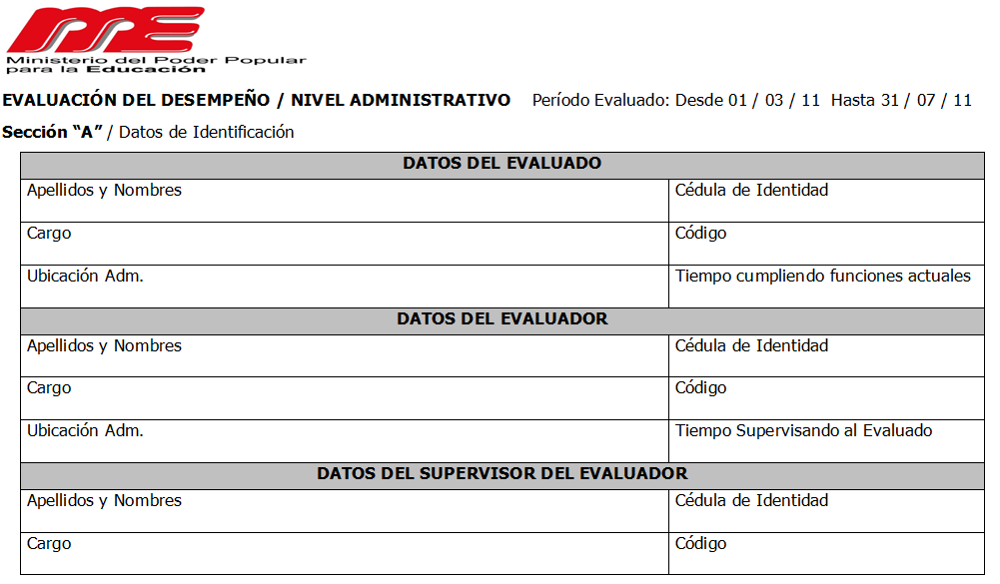 MPPE
Ministerio del Poder Popular
para la Educación
EVALUACIÓN DEL DESEMPEÑO / NIVEL ADMINISTRATIVO Período Evaluado: Desde 01 / 03 / 11 Hasta 31 / 07 / 11
Sección “A” / Datos de Identificación
DATOS DEL EVALUADO
Apellidos y Nombres Cédula de Identidad
Cargo Código
Ubicación Adm. Tiempo cumpliendo funciones actuales
DATOS DEL EVALUADOR
Apellidos y Nombres Cédula de Identidad
Cargo Código
Ubicación Adm. Tiempo Supervisando al Evaluado
DATOS DEL SUPERVISOR DEL EVALUADOR
Apellidos y Nombres Cédula de Identidad
Cargo Código